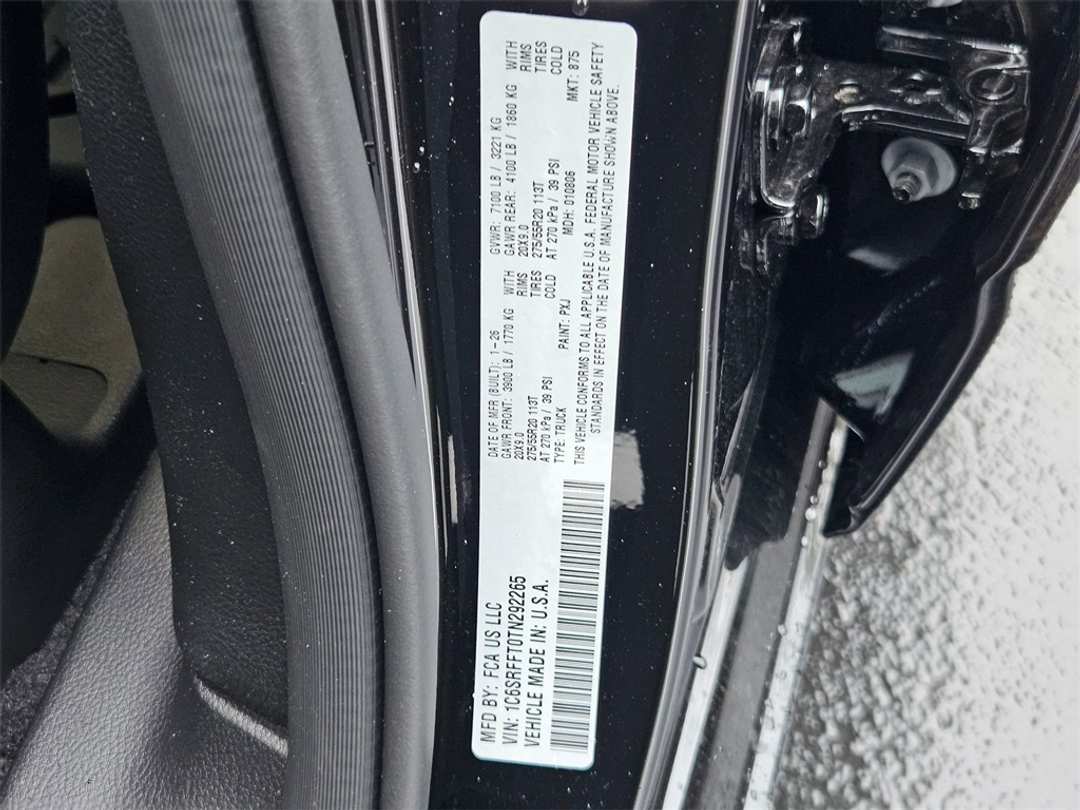 MFD BY: FCA US LLC
VIN: 1C6SRFFT0TN292265
VEHICLE MADE IN: U.S.A.
DATE OF MFR (BUILT): 1-26 GVWR: 7100 LB / 3221 KG
GAWR FRONT: 3900 LB / 1770 KG WITH GAWR REAR: 4100 LB / 1860 KG WITH
20X9.0 RIMS 20X9.0 RIMS
275/55R20 113T TIRES 275/55R20 113T TIRES
AT 270 kPa / 39 PSI COLD AT 270 kPa / 39 PSI COLD
TYPE: TRUCK PAINT: PXJ MDH: 010806 MKT: 875
THIS VEHICLE CONFORMS TO ALL APPLICABLE U.S.A. FEDERAL MOTOR VEHICLE SAFETY
STANDARDS IN EFFECT ON THE DATE OF MANUFACTURE SHOWN ABOVE.